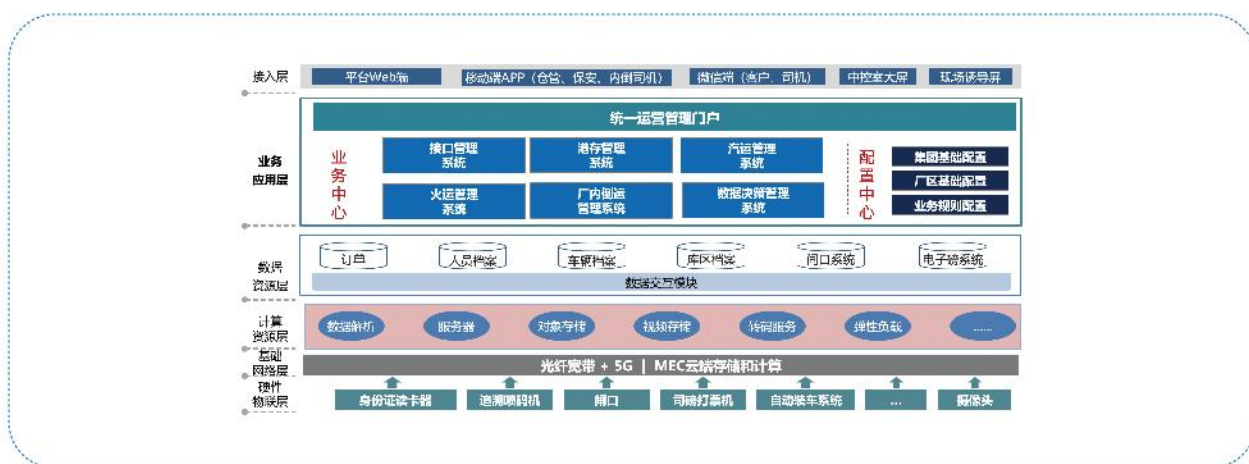 接入层
平台Web端
移动端APP（仓管、保安、内倒司机）
微信端（客户、司机）
中控室大屏
现场诱导屏
统一运营管理门户
业务
应用层
业务中心
接口管理
系统
港存管理
系统
汽运管理
系统
火运管理
系统
厂内倒运
管理系统
数据决策管理
系统
配置中心
集团基础配置
厂区基础配置
业务规则配置
数据
资源层
订单
人员档案
车辆档案
库区档案
闸口系统
电子磅系统
数据交互模块
计算
资源层
数据解析
服务器
对象存储
视频存储
转码服务
弹性负载
……
基础
网络层
光纤宽带 + 5G | MEC云端存储和计算
硬件
物联层
身份证读卡器
追溯喷码机
闸口
司磅打票机
自动装车系统
...
摄像头